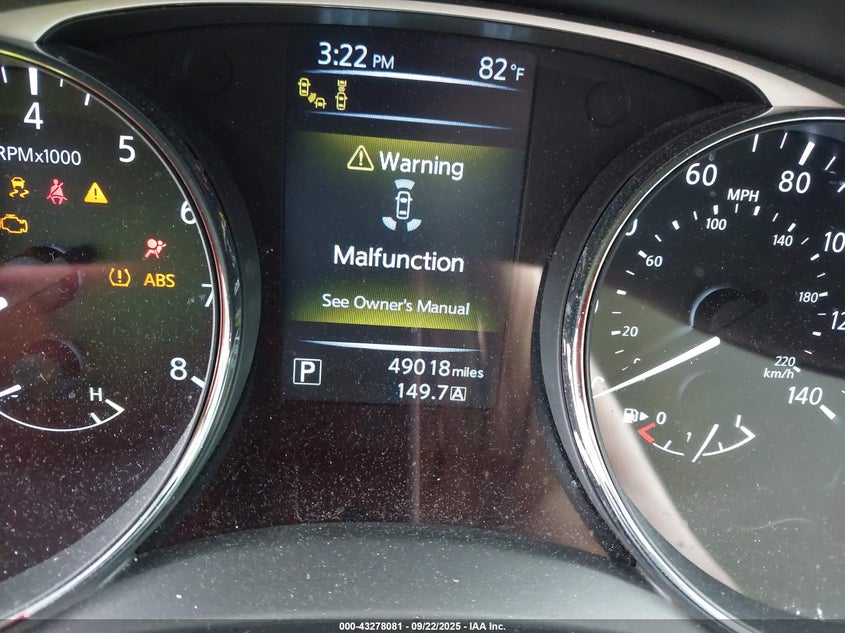 3:22 PM 82°F
4
5
RPMx1000
6
ABS
7
8
H
Warning
Malfunction
See Owner's Manual
P 49018 miles
149.7 A
60 MPH 80
100
140
60
180
20
220
km/h
140
0
1
000-43278081 - 09/22/2025 - IAA Inc.